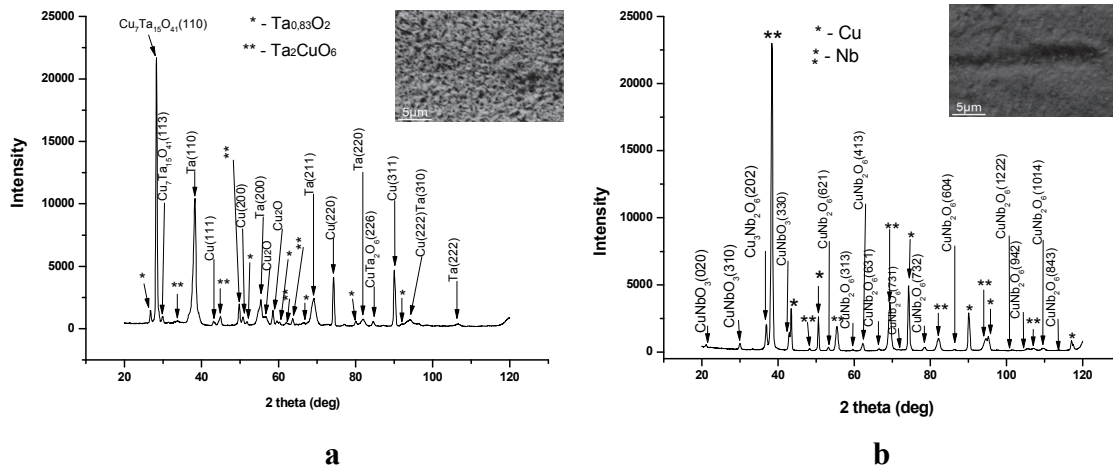 Cu₇Ta₁₅O₄₁(110)
* - Ta₀,₈₃O₂
** - Ta₂CuO₆
5µm
25000
20000
15000
10000
5000
0
Intensity
*
Cu₇Ta₁₅O₄₁(113)
**
Ta(110)
Cu(111)
**
**
Cu(200)
*
Ta(200)
Cu₂O
Cu₂O
**
*
**
*
Ta(211)
Cu(220)
*
Ta(220)
CuTa₂O₆(226)
Cu(311)
*
Cu(222)Ta(310)
Ta(222)
20 40 60 80 100 120
2 theta (deg)
a
* - Cu
** - Nb
5µm
25000
20000
15000
10000
5000
0
Intensity
CuNbO₃(020)
CuNbO₃(310)
Cu₃Nb₂O₆(202)
**
CuNbO₃(330)
*
**
*
CuNb₂O₆(621)
**
CuNb₂O₆(313)
CuNb₂O₆(413)
CuNb₂O₆(631)
**
CuNb₂O₆(731)
*
CuNb₂O₆(732)
**
CuNb₂O₆(604)
*
**
*
CuNb₂O₆(1222)
CuNb₂O₆(942)
**
CuNb₂O₆(1014)
CuNb₂O₆(843)
*
20 40 60 80 100 120
2 theta (deg)
b